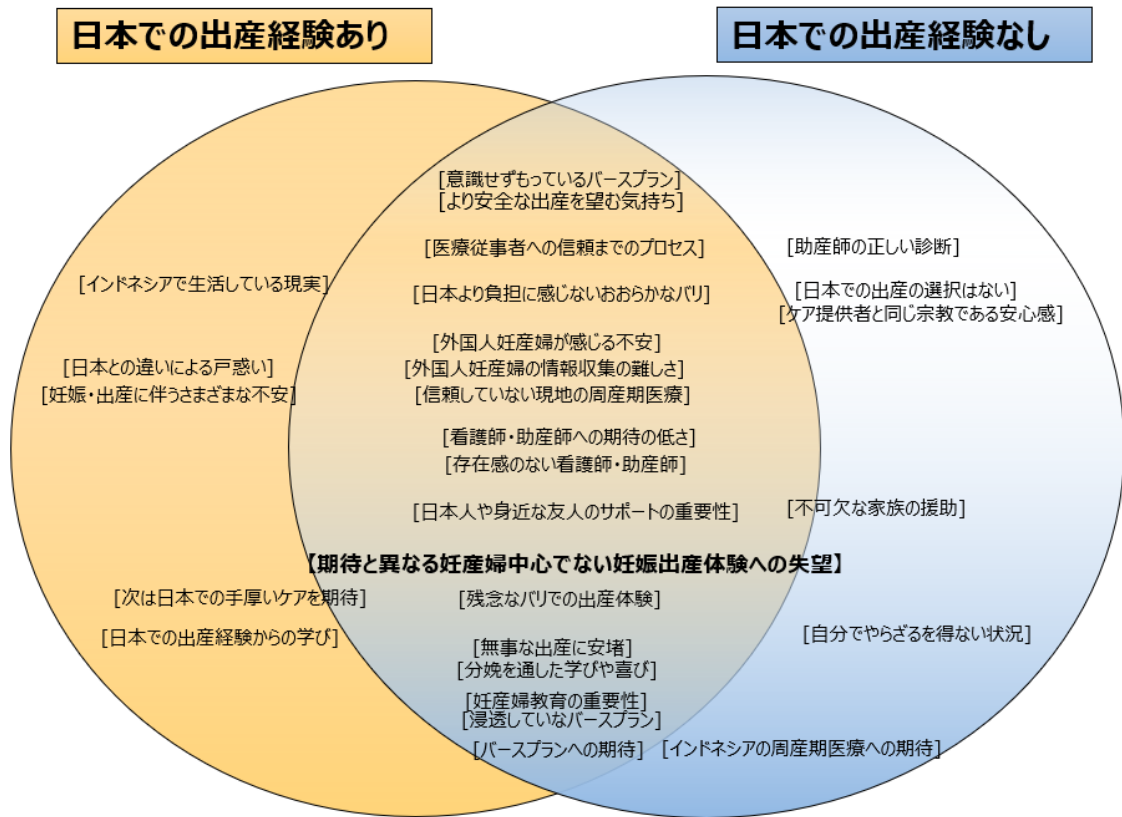 日本での出産経験あり
日本での出産経験なし
[意識せずもっているバースプラン]
[より安全な出産を望む気持ち]
[医療従事者への信頼までのプロセス]
[助産師の正しい診断]
[インドネシアで生活している現実]
[日本より負担に感じないおおらかなバリ]
[日本での出産の選択はない]
[ケア提供者と同じ宗教である安心感]
[外国人妊産婦が感じる不安]
[日本との違いによる戸惑い]
[外国人妊産婦の情報収集の難しさ]
[妊娠・出産に伴うさまざまな不安]
[信頼していない現地の周産期医療]
[看護師・助産師への期待の低さ]
[存在感のない看護師・助産師]
[日本人や身近な友人のサポートの重要性]
[不可欠な家族の援助]
【期待と異なる妊産婦中心でない妊娠出産体験への失望】
[次は日本での手厚いケアを期待]
[残念なバリでの出産体験]
[日本での出産経験からの学び]
[自分でやらざるを得ない状況]
[無事な出産に安堵]
[分娩を通した学びや喜び]
[妊産婦教育の重要性]
[浸透していなバースプラン]
[バースプランへの期待]
[インドネシアの周産期医療への期待]